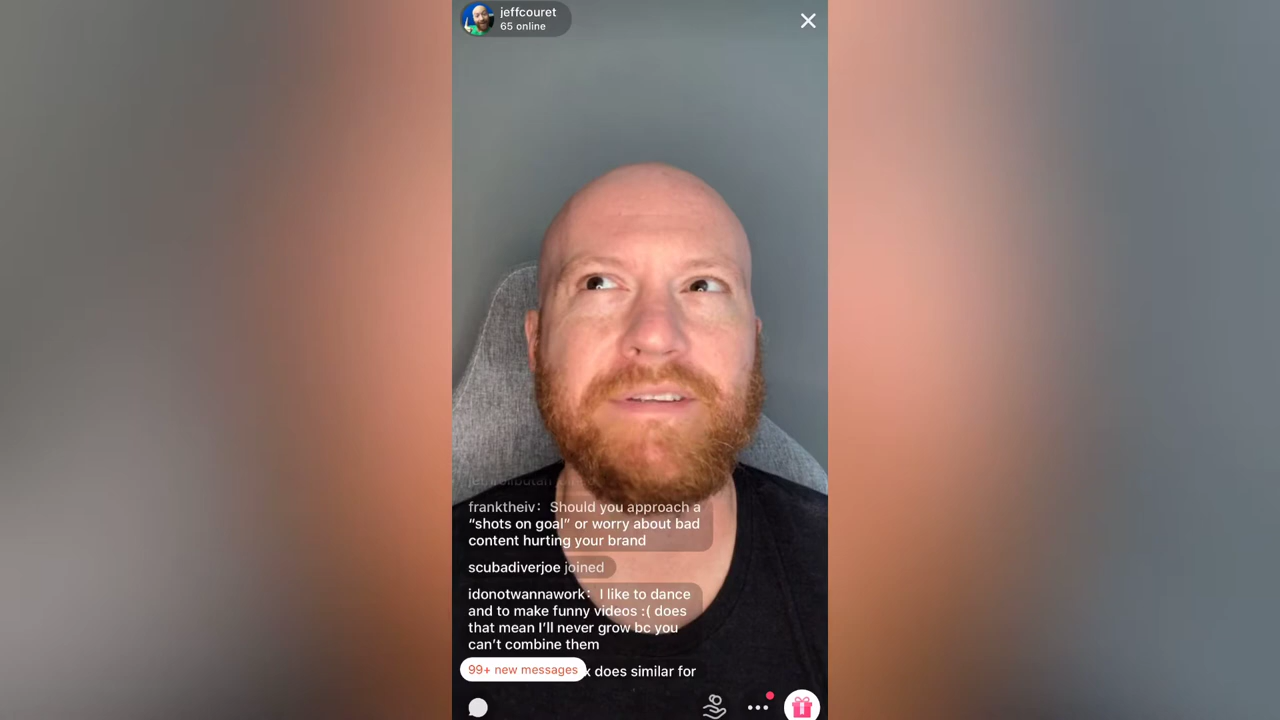 jeffcouret
65 online
franktheiv: Should you approach a
“shots on goal” or worry about bad
content hurting your brand
scubadiverjoe joined
idonotwannawork: I like to dance
and to make funny videos :( does
that mean I’ll never grow bc you
can’t combine them
99+ new messages
does similar for